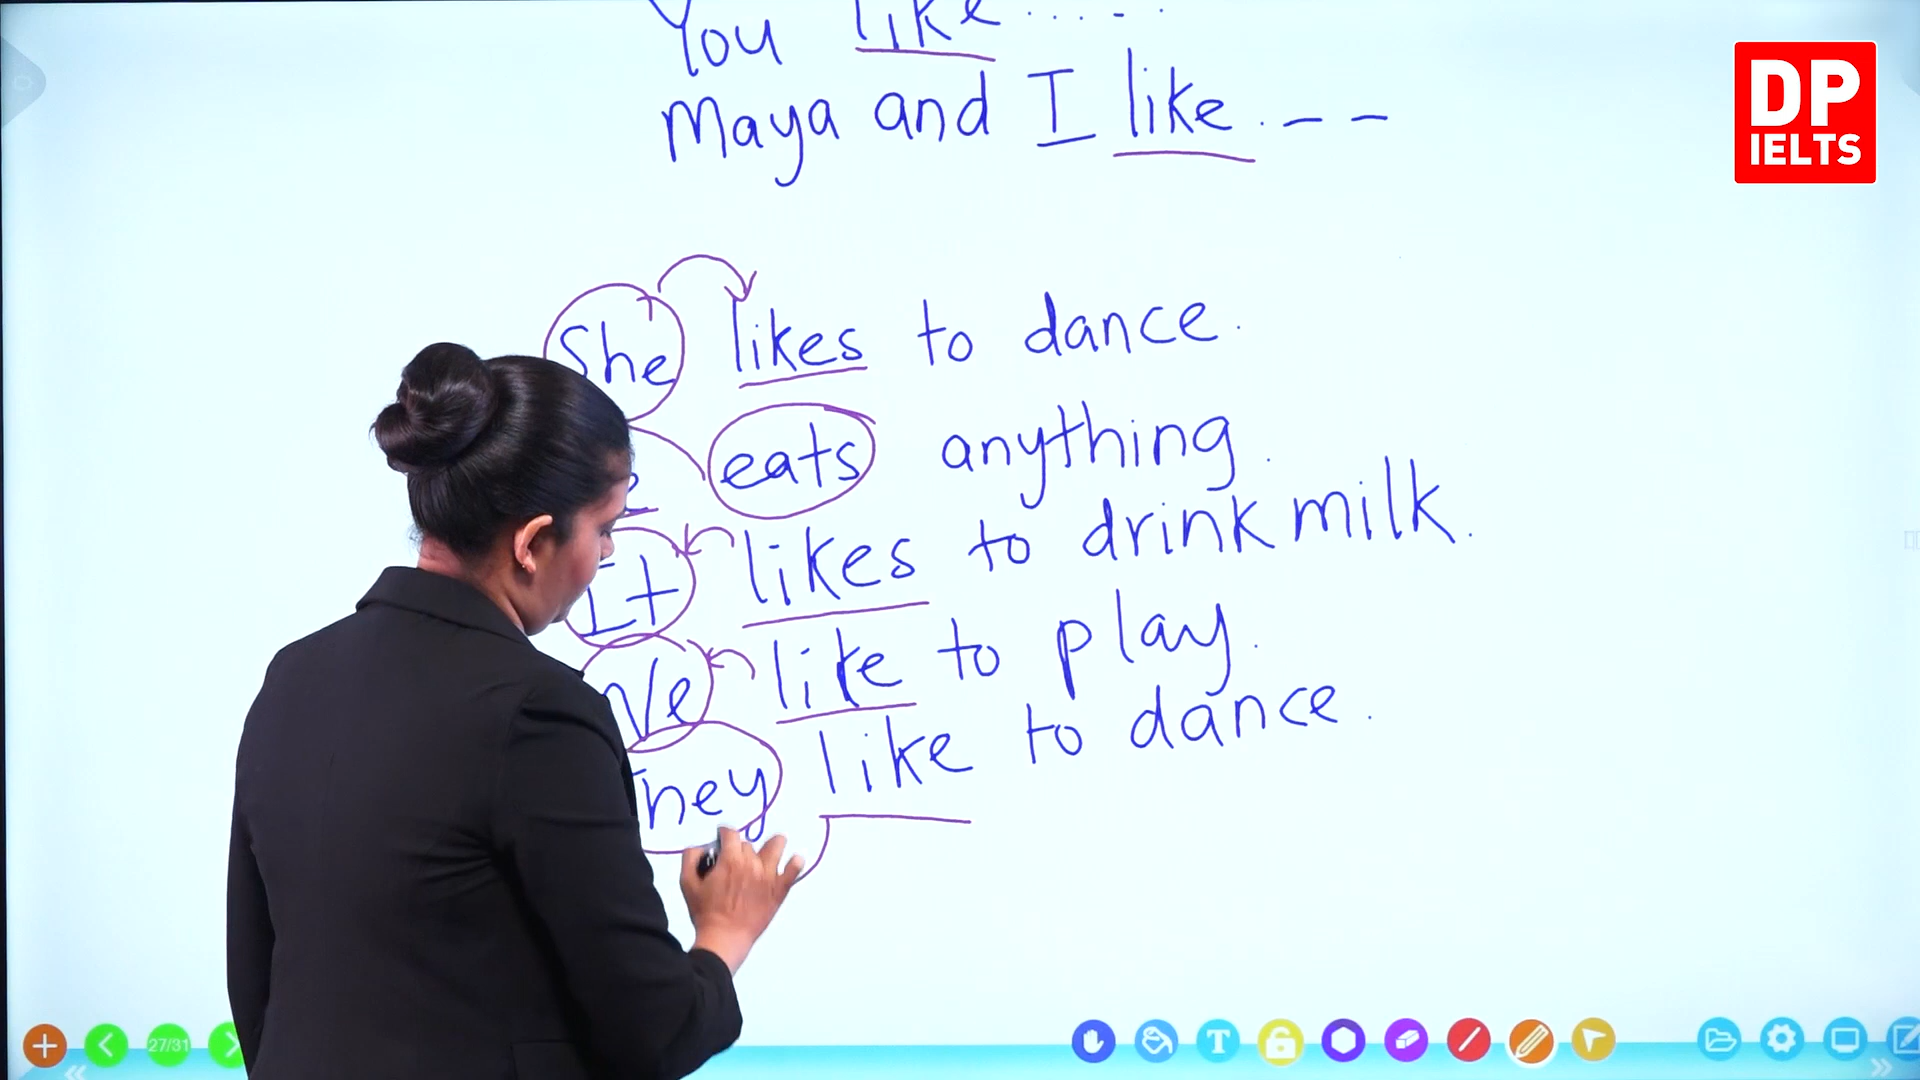 You like.....
Maya and I like. - -
DP
IELTS
She likes to dance.
eats anything.
It likes to drink milk.
We like to play.
They like to dance.
27/31
T